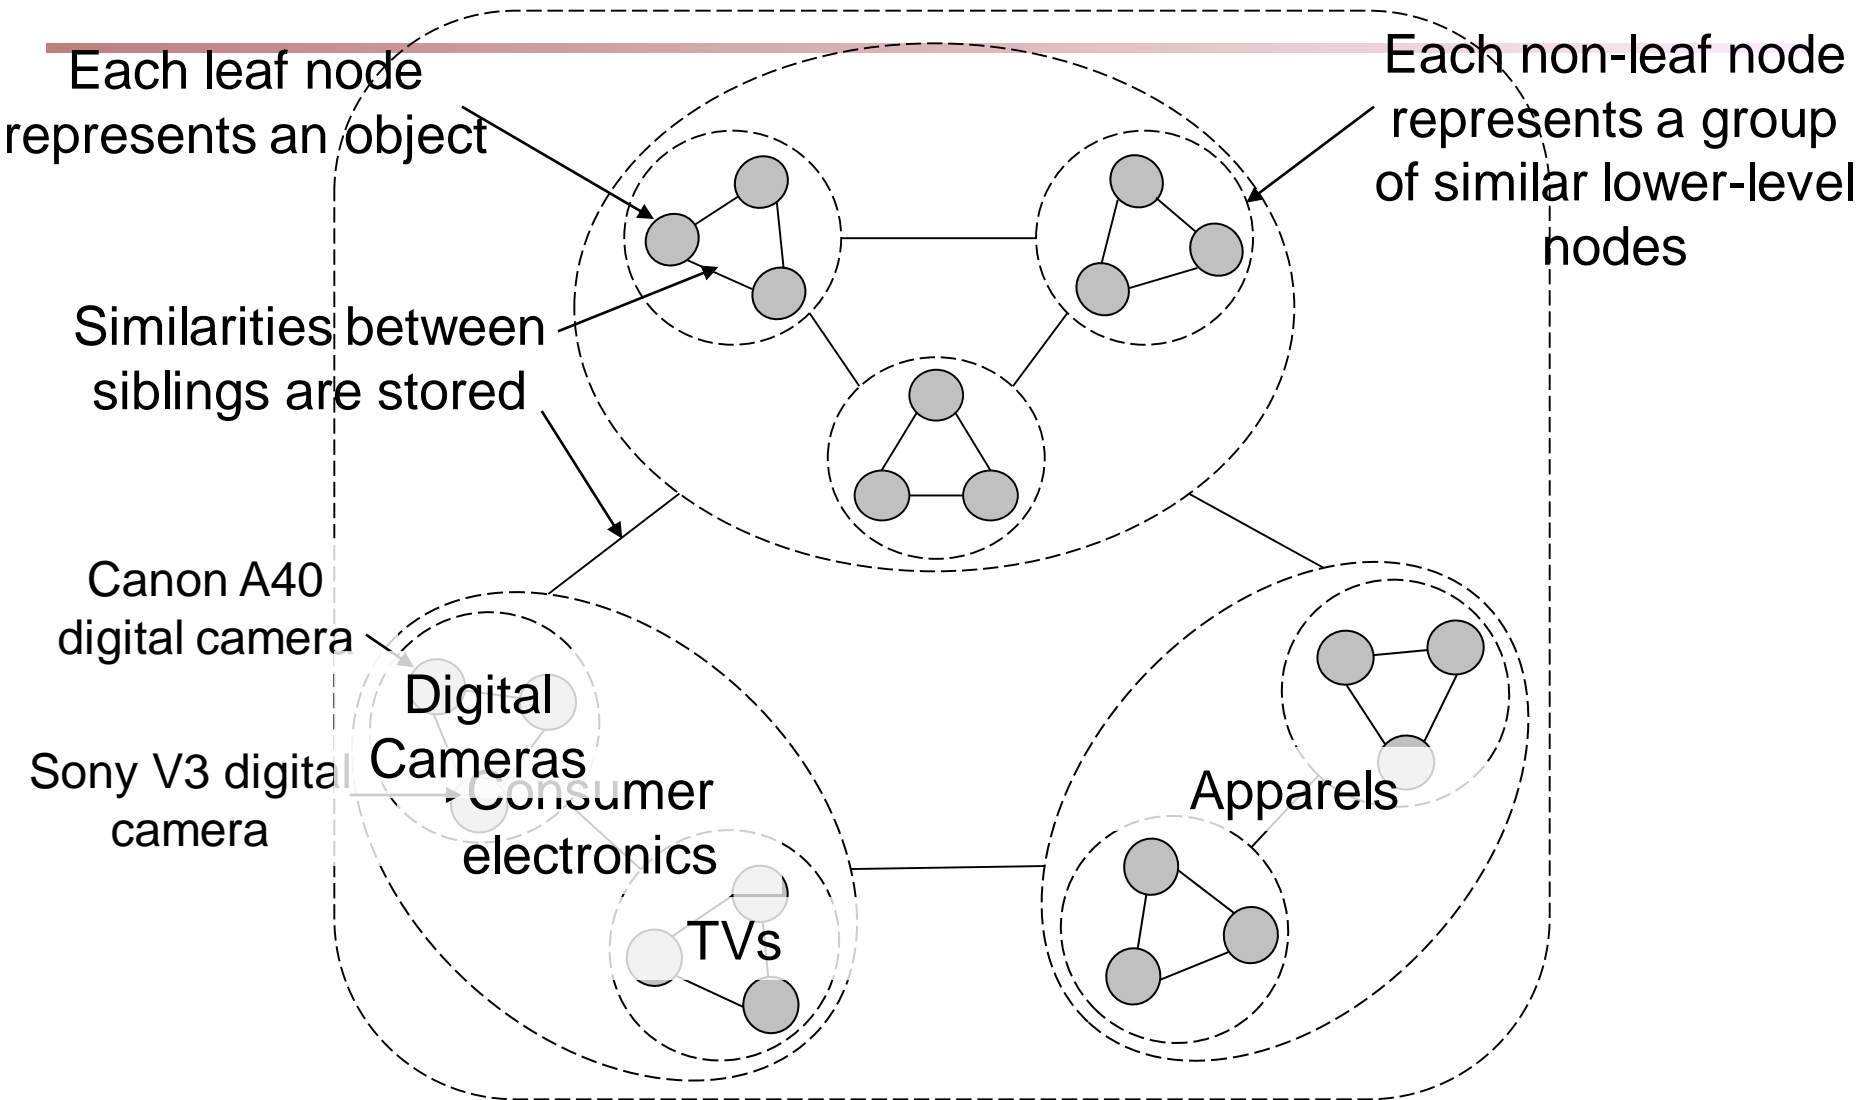 Each leaf node
represents an object
Each non-leaf node
represents a group
of similar lower-level
nodes
Similarities between
siblings are stored
Canon A40
digital camera
Sony V3 digital
camera
Digital
Cameras
Consumer
electronics
TVs
Apparels